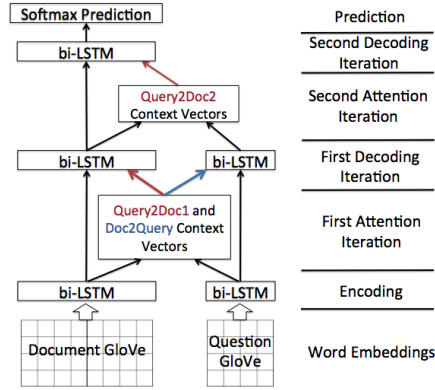 Softmax Prediction
Prediction
bi-LSTM
Second Decoding
Iteration
Query2Doc2
Context Vectors
Second Attention
Iteration
bi-LSTM
bi-LSTM
First Decoding
Iteration
Query2Doc1 and
Doc2Query Context
Vectors
First Attention
Iteration
bi-LSTM
bi-LSTM
Encoding
Document GloVe
Question
GloVe
Word Embeddings